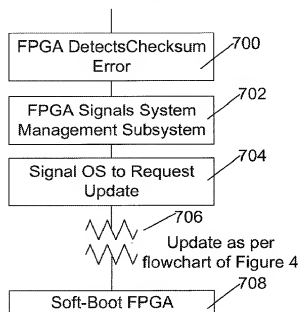 FPGA DetectsChecksum
Error
700
FPGA Signals System
Management Subsystem
702
Signal OS to Request
Update
704
706
Update as per
flowchart of Figure 4
Soft-Boot FPGA
708